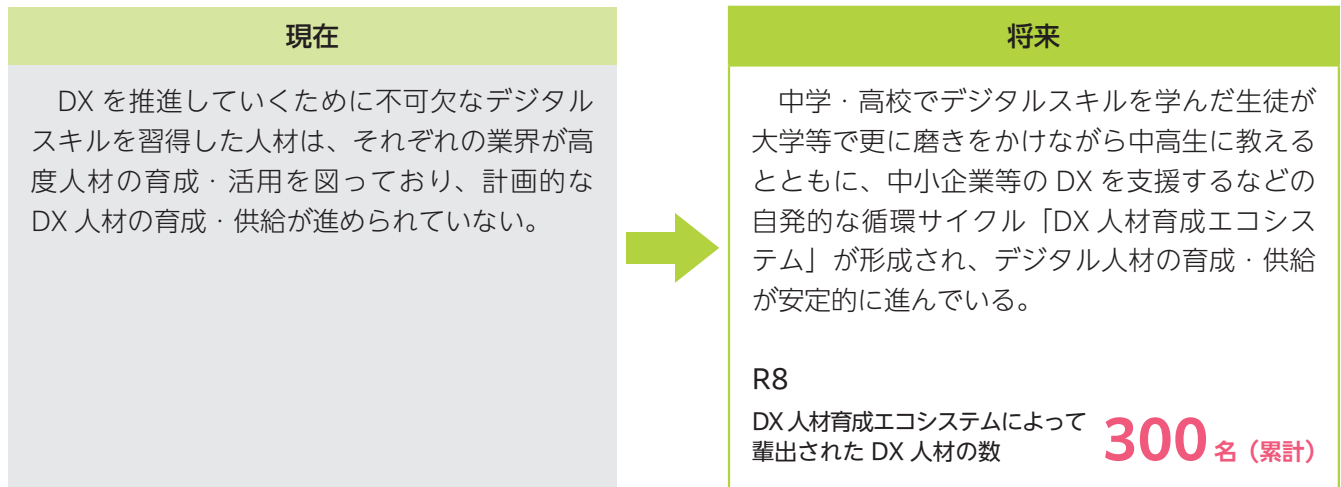 現在
DX を推進していくために不可欠なデジタル
スキルを習得した人材は、それぞれの業界が高
度人材の育成・活用を図っており、計画的な
DX 人材の育成・供給が進められていない。
将来
中学・高校でデジタルスキルを学んだ生徒が
大学等で更に磨きをかけながら中高生に教える
とともに、中小企業等の DX を支援するなどの
自発的な循環サイクル「DX 人材育成エコシス
テム」が形成され、デジタル人材の育成・供給
が安定的に進んでいる。
R8
DX 人材育成エコシステムによって
輩出された DX 人材の数
300 名（累計）